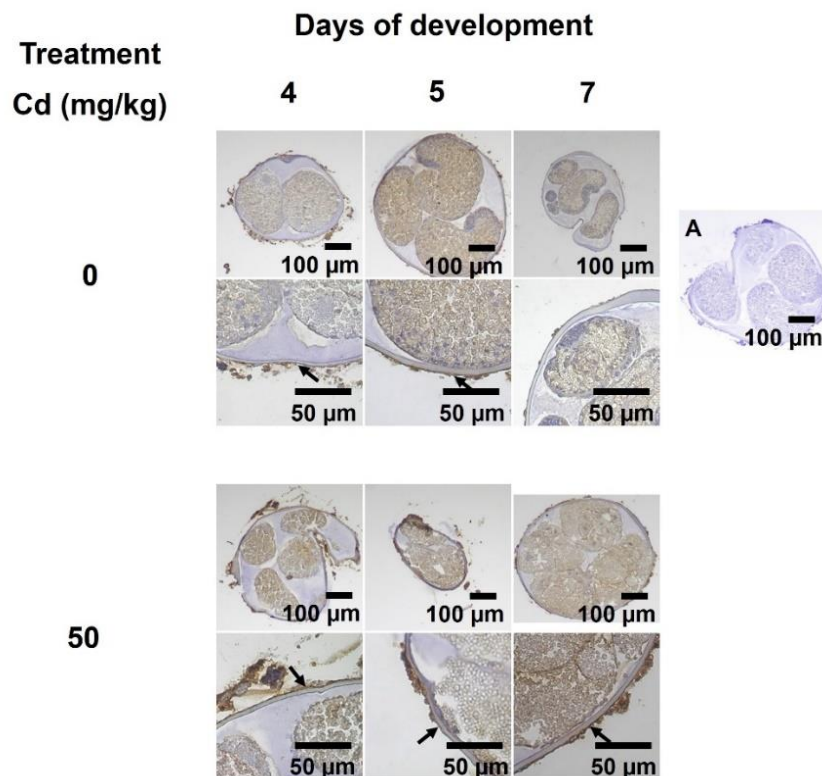 Days of development
Treatment
Cd (mg/kg)
4 5 7
0
100 µm 100 µm 100 µm
A
100 µm
50 µm 50 µm 50 µm
50
100 µm 100 µm 100 µm
50 µm 50 µm 50 µm